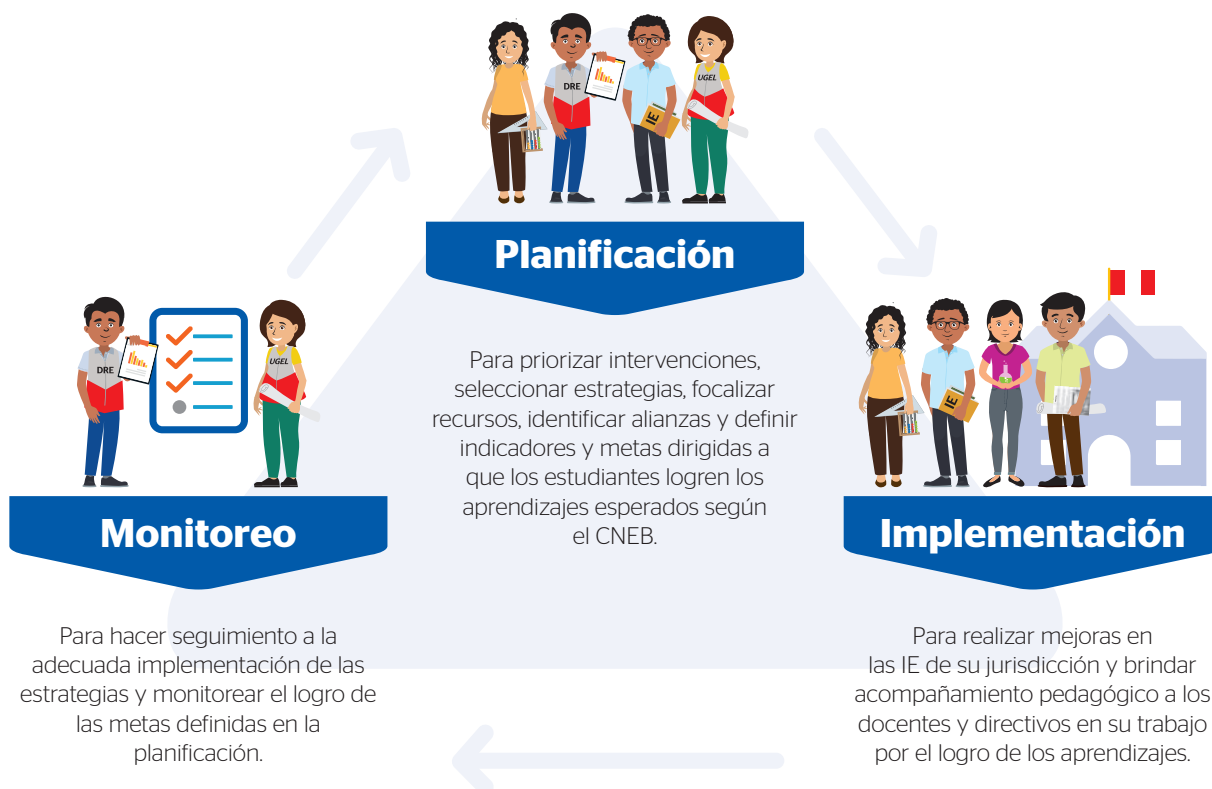 DRE
IE
UGEL
Planificación
Para priorizar intervenciones,
seleccionar estrategias, focalizar
recursos, identificar alianzas y definir
indicadores y metas dirigidas a
que los estudiantes logren los
aprendizajes esperados según
el CNEB.
DRE
UGEL
Monitoreo
Para hacer seguimiento a la
adecuada implementación de las
estrategias y monitorear el logro de
las metas definidas en la
planificación.
IE
Implementación
Para realizar mejoras en
las IE de su jurisdicción y brindar
acompañamiento pedagógico a los
docentes y directivos en su trabajo
por el logro de los aprendizajes.